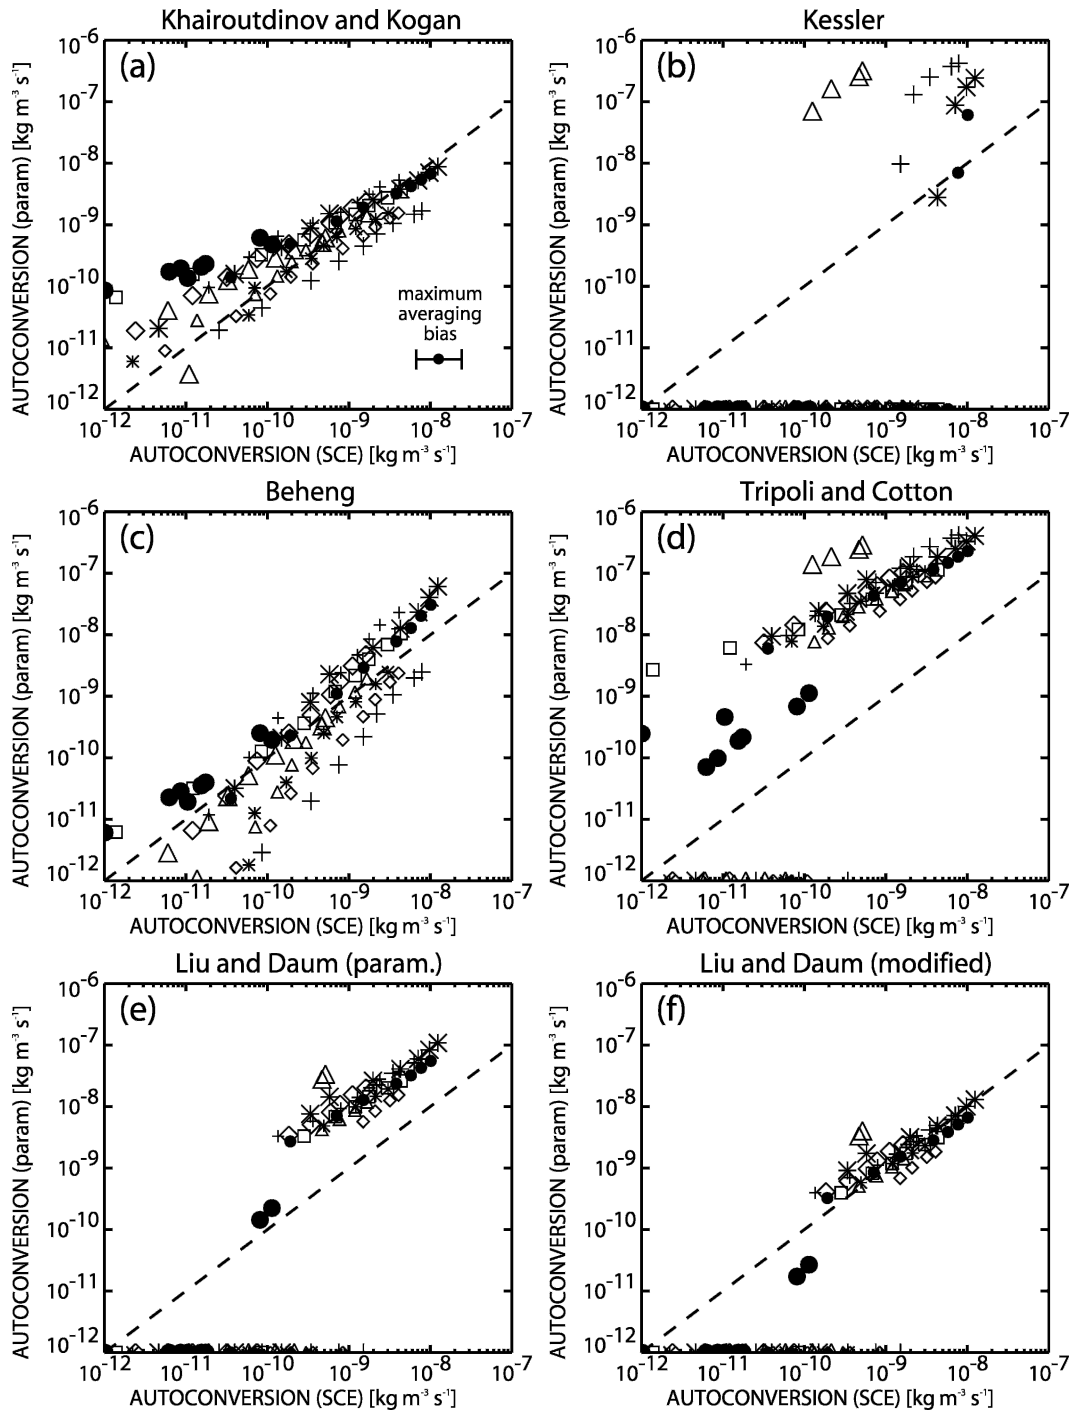 Khairoutdinov and Kogan
(a)
AUTOCONVERSION (param) [kg m⁻³ s⁻¹]
10⁻⁶
10⁻⁷
10⁻⁸
10⁻⁹
10⁻¹⁰
10⁻¹¹
10⁻¹²
maximum
averaging
bias
10⁻¹² 10⁻¹¹ 10⁻¹⁰ 10⁻⁹ 10⁻⁸ 10⁻⁷
AUTOCONVERSION (SCE) [kg m⁻³ s⁻¹]
Kessler
(b)
AUTOCONVERSION (param) [kg m⁻³ s⁻¹]
10⁻⁶
10⁻⁷
10⁻⁸
10⁻⁹
10⁻¹⁰
10⁻¹¹
10⁻¹²
10⁻¹² 10⁻¹¹ 10⁻¹⁰ 10⁻⁹ 10⁻⁸ 10⁻⁷
AUTOCONVERSION (SCE) [kg m⁻³ s⁻¹]
Beheng
(c)
AUTOCONVERSION (param) [kg m⁻³ s⁻¹]
10⁻⁶
10⁻⁷
10⁻⁸
10⁻⁹
10⁻¹⁰
10⁻¹¹
10⁻¹²
10⁻¹² 10⁻¹¹ 10⁻¹⁰ 10⁻⁹ 10⁻⁸ 10⁻⁷
AUTOCONVERSION (SCE) [kg m⁻³ s⁻¹]
Tripoli and Cotton
(d)
AUTOCONVERSION (param) [kg m⁻³ s⁻¹]
10⁻⁶
10⁻⁷
10⁻⁸
10⁻⁹
10⁻¹⁰
10⁻¹¹
10⁻¹²
10⁻¹² 10⁻¹¹ 10⁻¹⁰ 10⁻⁹ 10⁻⁸ 10⁻⁷
AUTOCONVERSION (SCE) [kg m⁻³ s⁻¹]
Liu and Daum (param.)
(e)
AUTOCONVERSION (param) [kg m⁻³ s⁻¹]
10⁻⁶
10⁻⁷
10⁻⁸
10⁻⁹
10⁻¹⁰
10⁻¹¹
10⁻¹²
10⁻¹² 10⁻¹¹ 10⁻¹⁰ 10⁻⁹ 10⁻⁸ 10⁻⁷
AUTOCONVERSION (SCE) [kg m⁻³ s⁻¹]
Liu and Daum (modified)
(f)
AUTOCONVERSION (param) [kg m⁻³ s⁻¹]
10⁻⁶
10⁻⁷
10⁻⁸
10⁻⁹
10⁻¹⁰
10⁻¹¹
10⁻¹²
10⁻¹² 10⁻¹¹ 10⁻¹⁰ 10⁻⁹ 10⁻⁸ 10⁻⁷
AUTOCONVERSION (SCE) [kg m⁻³ s⁻¹]